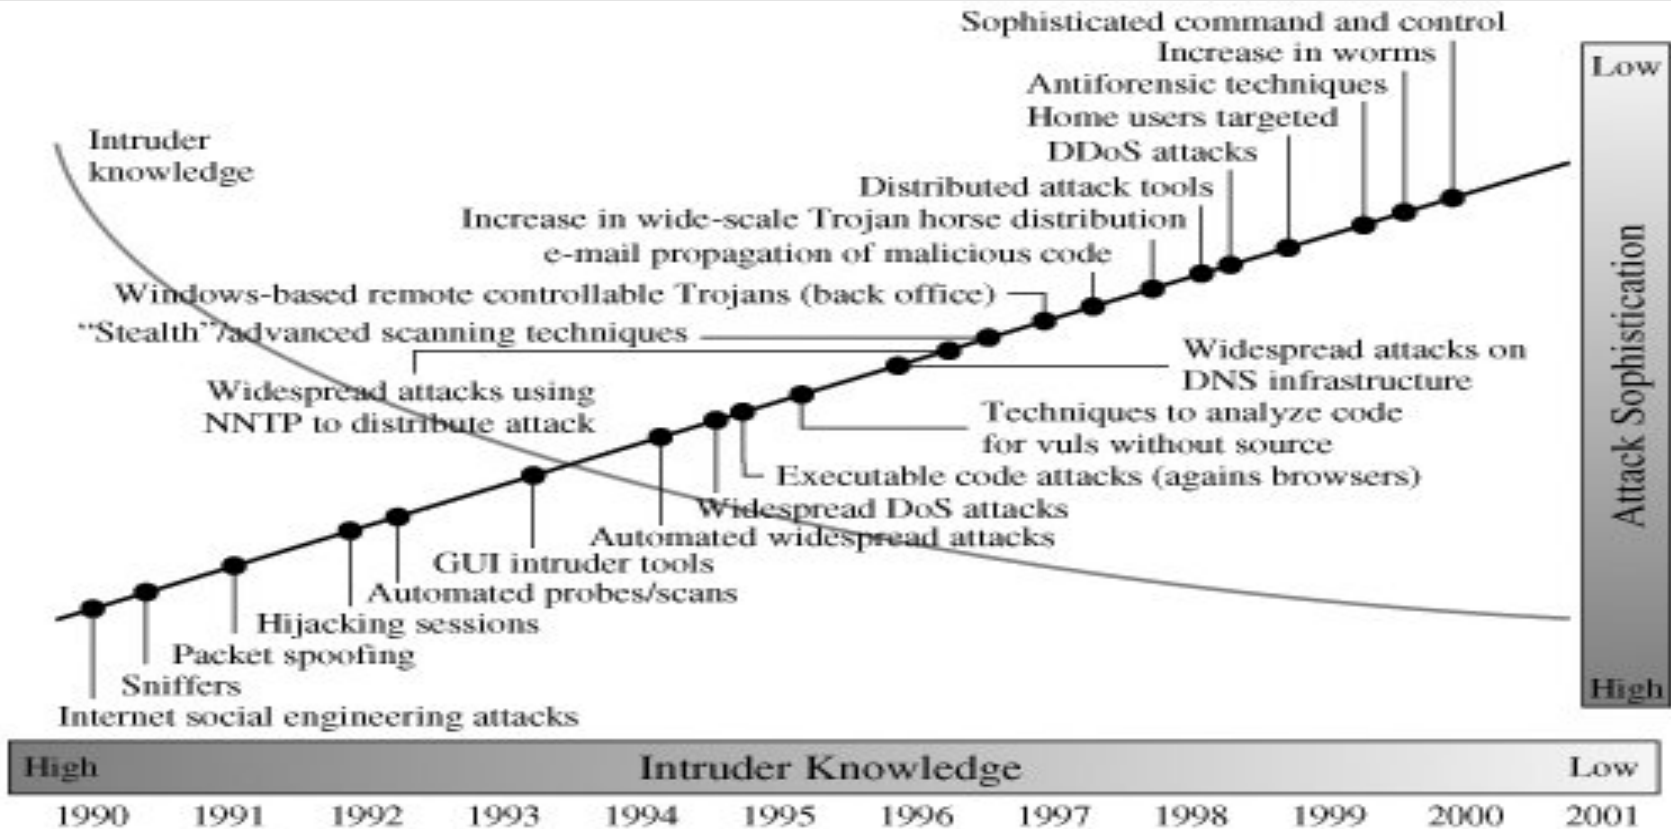 Sophisticated command and control
Increase in worms
Low
Antiforensic techniques
Home users targeted
Intruder
knowledge
DDoS attacks
Distributed attack tools
Increase in wide-scale Trojan horse distribution
e-mail propagation of malicious code
Windows-based remote controllable Trojans (back office)
“Stealth”/advanced scanning techniques
Widespread attacks on
DNS infrastructure
Widespread attacks using
NNTP to distribute attack
Techniques to analyze code
for vuls without source
Executable code attacks (agains browsers)
Widespread DoS attacks
Automated widespread attacks
GUI intruder tools
Automated probes/scans
Hijacking sessions
Packet spoofing
Sniffers
Internet social engineering attacks
Attack Sophistication
High
High Intruder Knowledge Low
1990 1991 1992 1993 1994 1995 1996 1997 1998 1999 2000 2001